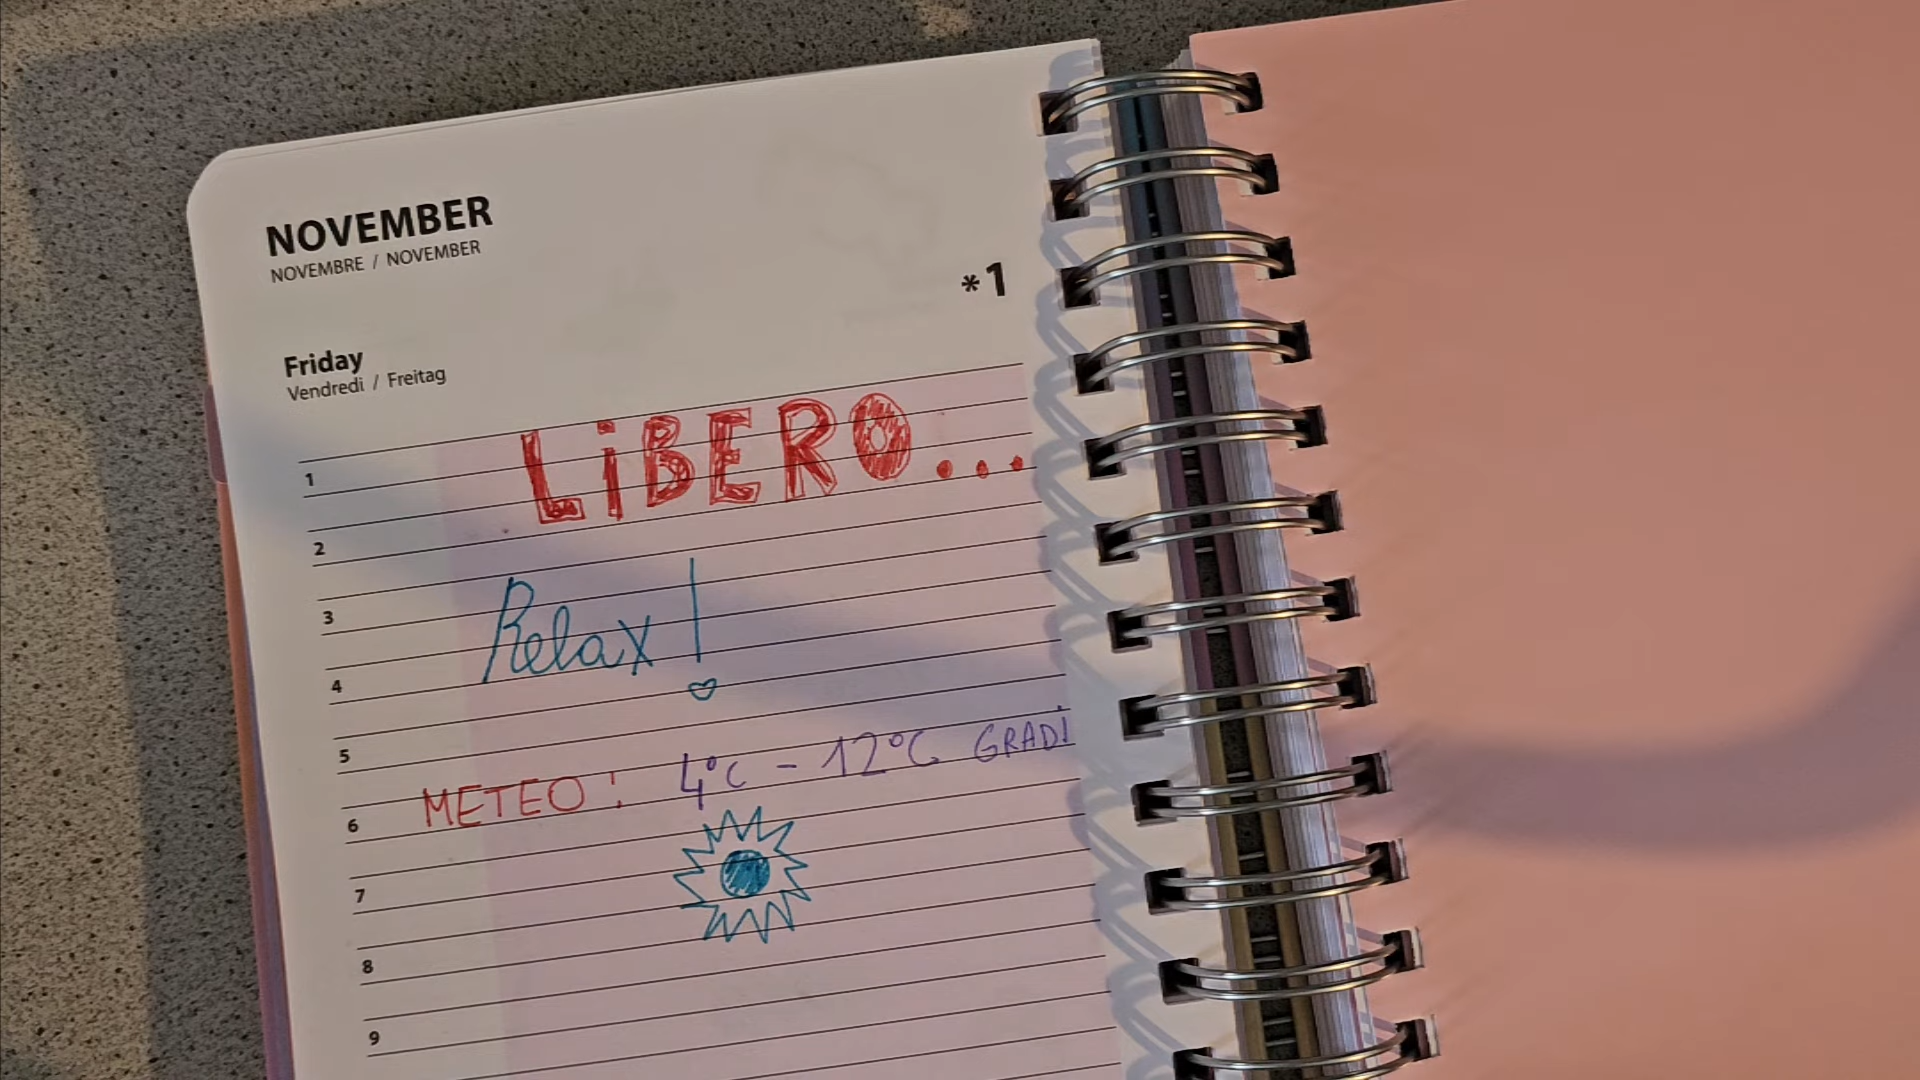 NOVEMBER
NOVEMBRE / NOVEMBER
*1
Friday
Vendredi / Freitag
1
LiBERO...
2
3
Relax!
4
5
6
METEO: 4°C - 12°C GRADI
7
8
9